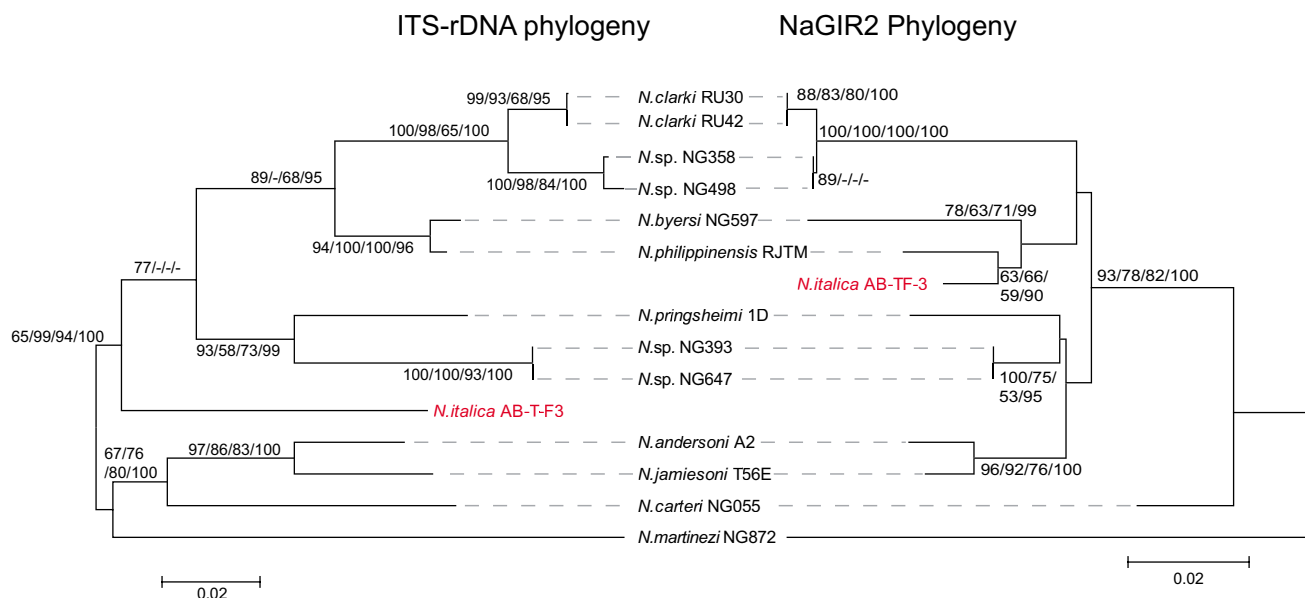 ITS-rDNA phylogeny
NaGIR2 Phylogeny
99/93/68/95
N.clarki RU30
88/83/80/100
N.clarki RU42
100/98/65/100
100/100/100/100
N.sp. NG358
89/-/68/95
100/98/84/100
N.sp. NG498
89/-/-/-
N.byersi NG597
78/63/71/99
94/100/100/96
N.philippinensis RJTM
77/-/-/-
N.italica AB-TF-3
63/66/
59/90
93/78/82/100
N.pringsheimi 1D
65/99/94/100
93/58/73/99
N.sp. NG393
100/100/93/100
N.sp. NG647
100/75/
53/95
N.italica AB-T-F3
67/76
/80/100
97/86/83/100
N.andersoni A2
N.jamiesoni T56E
96/92/76/100
N.carteri NG055
N.martinezi NG872
0.02
0.02